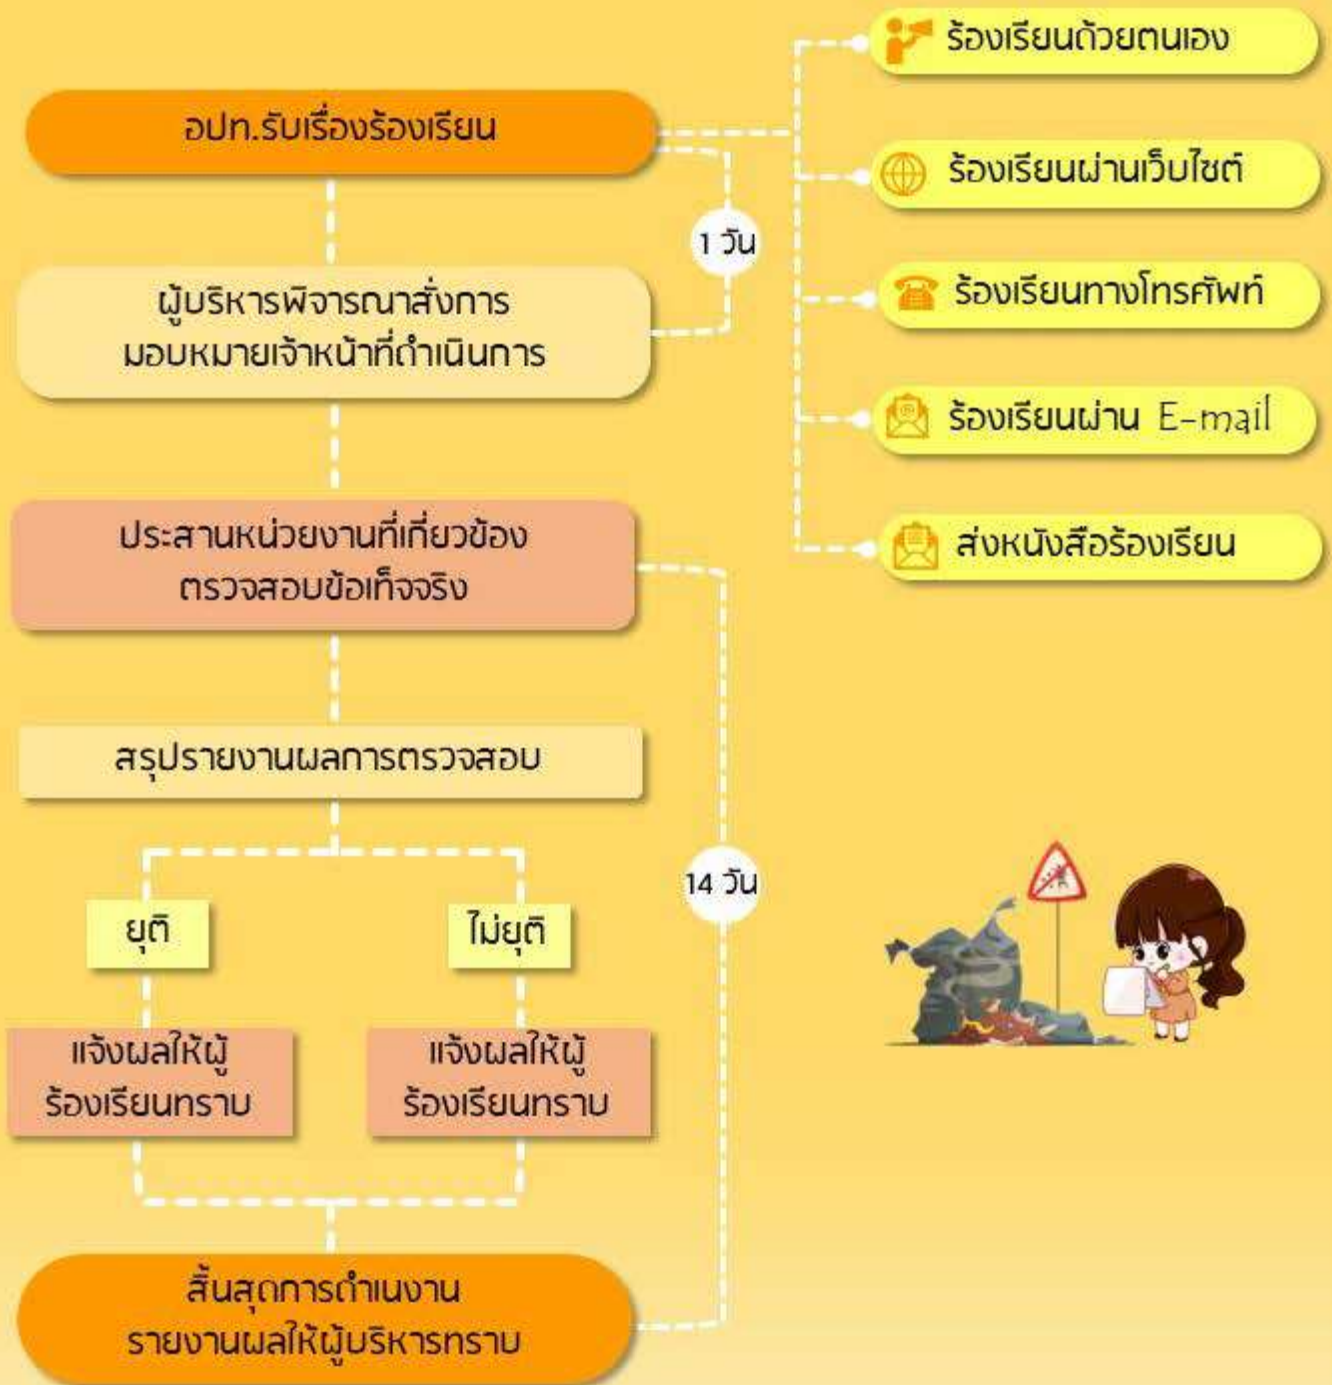 อปท.รับเรื่องร้องเรียน
1 วัน
ผู้บริหารพิจารณาสั่งการ
มอบหมายเจ้าหน้าที่ดำเนินการ
ประสานหน่วยงานที่เกี่ยวข้อง
ตรวจสอบข้อเท็จจริง
สรุปรายงานผลการตรวจสอบ
14 วัน
ยุติ
ไม่ยุติ
แจ้งผลให้ผู้
ร้องเรียนทราบ
แจ้งผลให้ผู้
ร้องเรียนทราบ
สิ้นสุดการดำเนงาน
รายงานผลให้ผู้บริหารทราบ
ร้องเรียนด้วยตนเอง
ร้องเรียนผ่านเว็บไซต์
ร้องเรียนทางโทรศัพท์
ร้องเรียนผ่าน E-mail
ส่งหนังสือร้องเรียน